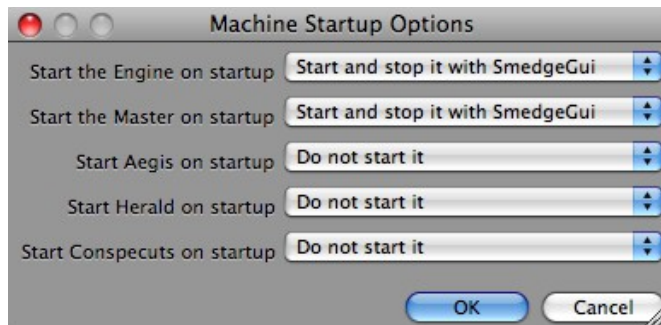 Machine Startup Options
Start the Engine on startup Start and stop it with SmedgeGui
Start the Master on startup Start and stop it with SmedgeGui
Start Aegis on startup Do not start it
Start Herald on startup Do not start it
Start Conspecuts on startup Do not start it
OK Cancel